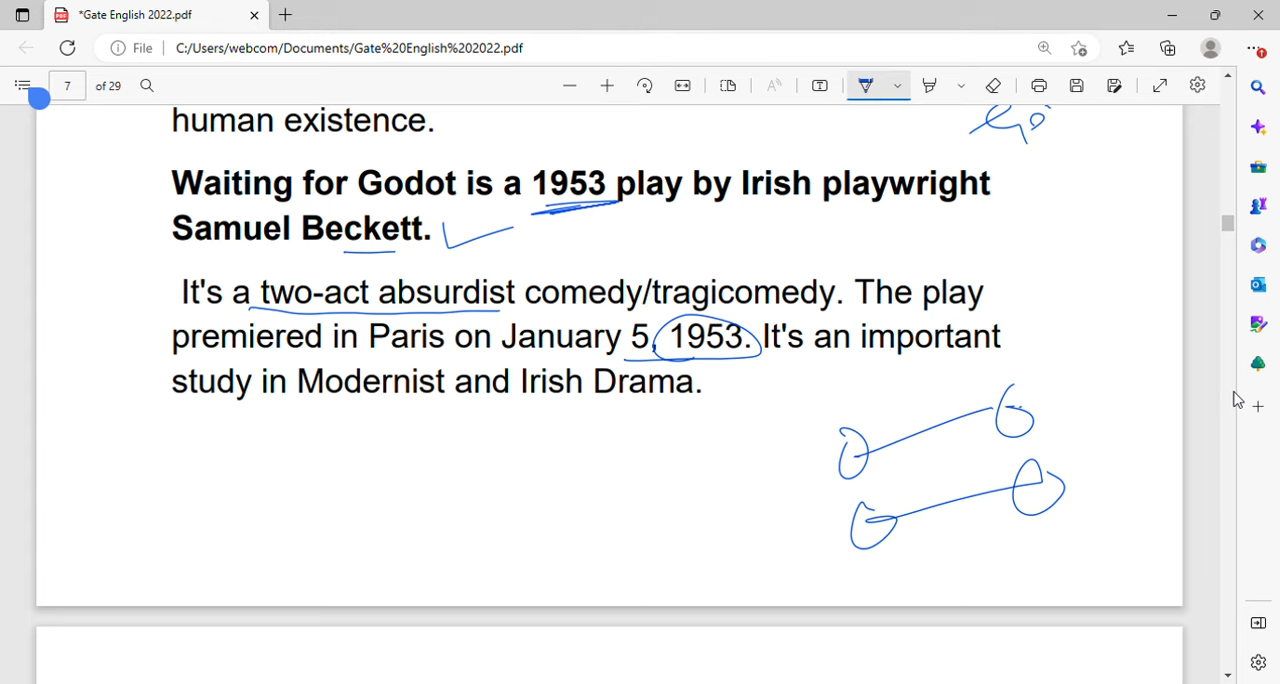 *Gate English 2022.pdf
File
C:/Users/webcom/Documents/Gate%20English%202022.pdf
7 of 29
human existence.
Waiting for Godot is a 1953 play by Irish playwright
Samuel Beckett.
It's a two-act absurdist comedy/tragicomedy. The play
premiered in Paris on January 5, 1953. It's an important
study in Modernist and Irish Drama.